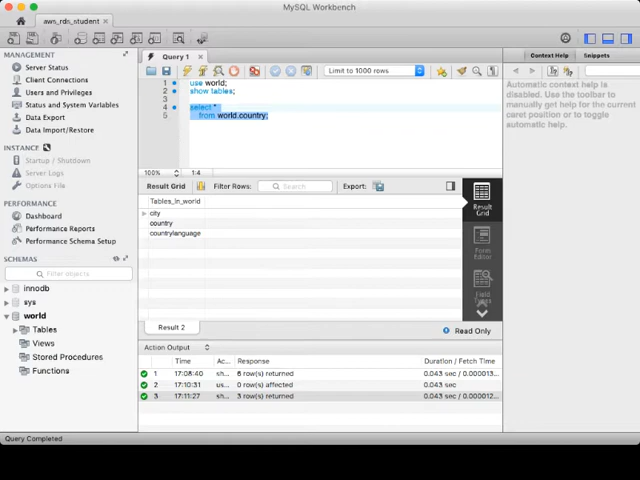 MySQL Workbench
aws_rds_student
MANAGEMENT
Server Status
Client Connections
Users and Privileges
Status and System Variables
Data Export
Data Import/Restore
INSTANCE
Startup / Shutdown
Server Logs
Options File
PERFORMANCE
Dashboard
Performance Reports
Performance Schema Setup
SCHEMAS
Filter objects
innodb
sys
world
Tables
Views
Stored Procedures
Functions
Query 1
Limit to 1000 rows
1 use world;
2 show tables;
3
4 select *
5 from world.country;
100% 1:4
Result Grid Filter Rows: Search Export:
Tables_in_world
city
country
countrylanguage
Result Grid
Form Editor
Field Types
Result 2
Read Only
Action Output
Time Ac... Response Duration / Fetch Time
1 17:08:40 sh... 6 row(s) returned 0.043 sec / 0.000013...
2 17:10:31 us... 0 row(s) affected 0.043 sec
3 17:11:27 sh... 3 row(s) returned 0.043 sec / 0.000012...
Context Help Snippets
Automatic context help is
disabled. Use the toolbar to
manually get help for the current
caret position or to toggle
automatic help.
Query Completed